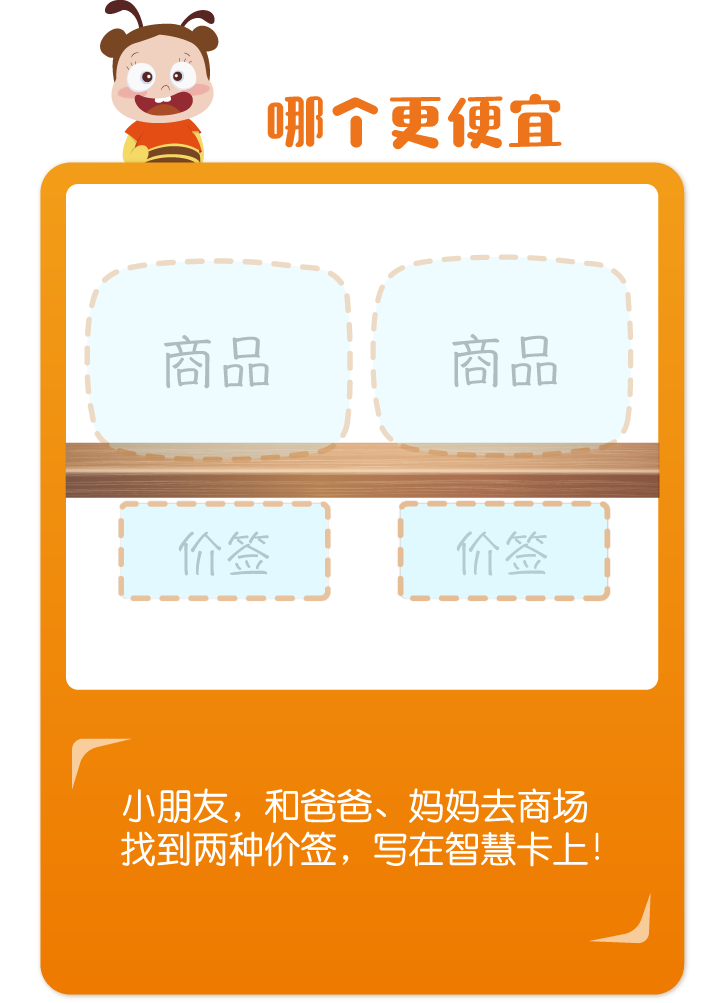 哪个更便宜
商品 商品
价签 价签
小朋友，和爸爸、妈妈去商场
找到两种价签，写在智慧卡上！